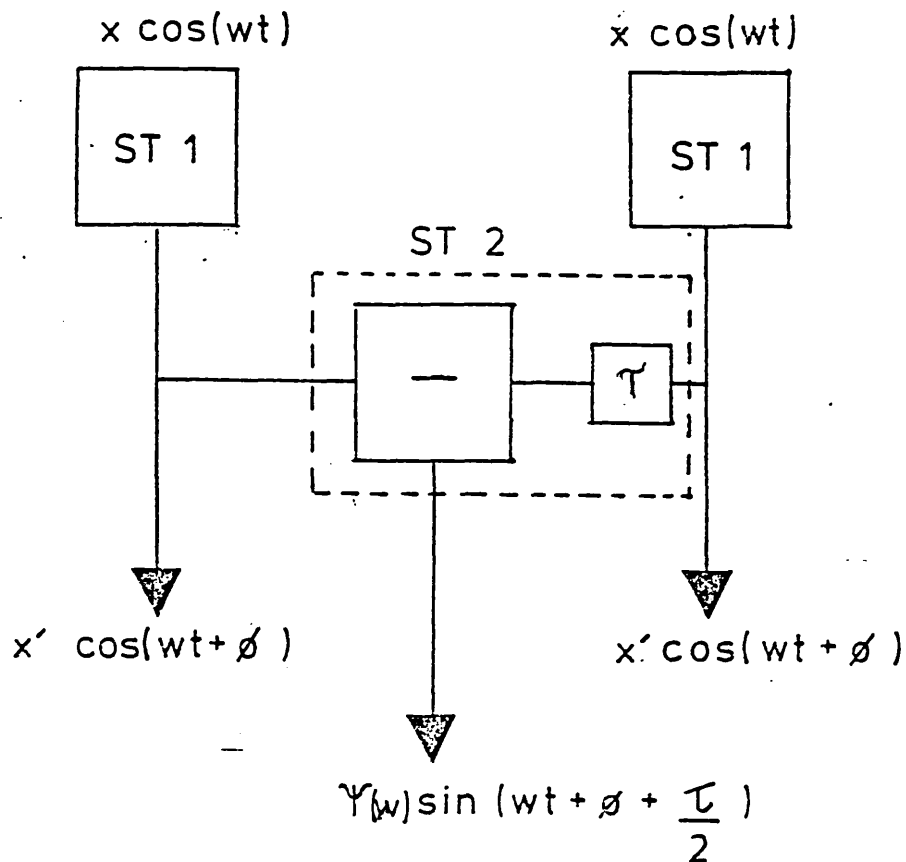 x cos(wt)
x cos(wt)
ST 1
ST 1
ST 2
—
τ
x′ cos(wt + ø )
x′ cos(wt + ø )
Ψ(w) sin (wt + ø + τ/2 )